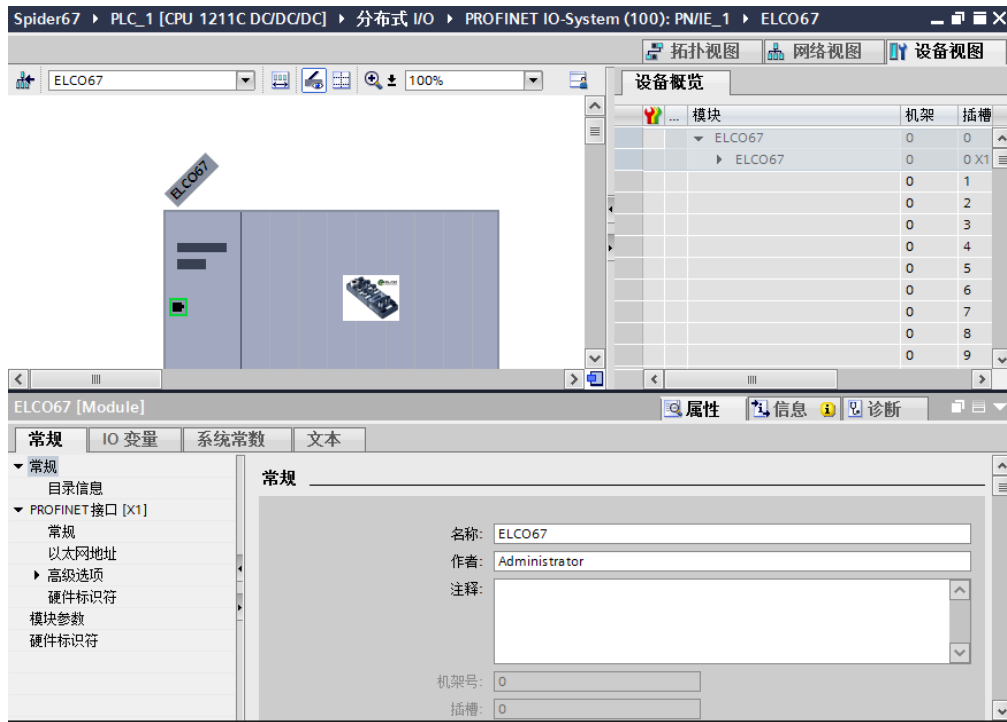 Spider67 ▸ PLC_1 [CPU 1211C DC/DC/DC] ▸ 分布式 I/O ▸ PROFINET IO-System (100): PN/IE_1 ▸ ELCO67
拓扑视图 网络视图 设备视图
ELCO67 100% 设备概览
... 模块 机架 插槽
ELCO67 0 0
ELCO67 0 0 X1
0 1
0 2
0 3
0 4
0 5
0 6
0 7
0 8
0 9
ELCO67
ELCO67 [Module] 属性 信息 诊断
常规 IO 变量 系统常数 文本
常规
目录信息
PROFINET接口 [X1]
常规
以太网地址
高级选项
硬件标识符
模块参数
硬件标识符
常规
名称: ELCO67
作者: Administrator
注释:
机架号: 0
插槽: 0